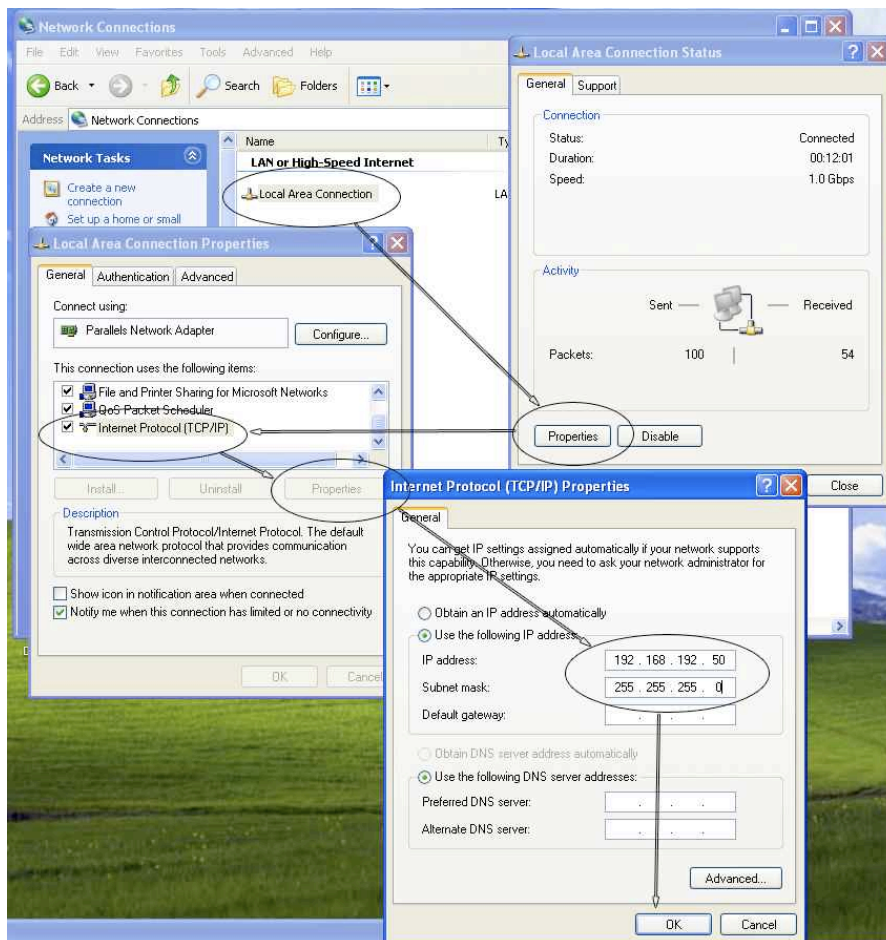 Network Connections
File Edit View Favorites Tools Advanced Help
Back Search Folders
Address Network Connections
Name
Network Tasks
LAN or High-Speed Internet
Create a new
connection
Local Area Connection LA
Set up a home or small
Local Area Connection Status
General Support
Connection
Status: Connected
Duration: 00:12:01
Speed: 1.0 Gbps
Activity
Sent — — Received
Packets: 100 54
Properties Disable
Close
Local Area Connection Properties
General Authentication Advanced
Connect using:
Parallels Network Adapter Configure...
This connection uses the following items:
File and Printer Sharing for Microsoft Networks
QoS Packet Scheduler
Internet Protocol (TCP/IP)
Install... Uninstall Properties
Description
Transmission Control Protocol/Internet Protocol. The default
wide area network protocol that provides communication
across diverse interconnected networks.
Show icon in notification area when connected
Notify me when this connection has limited or no connectivity
OK Cancel
Internet Protocol (TCP/IP) Properties
General
You can get IP settings assigned automatically if your network supports
this capability. Otherwise, you need to ask your network administrator for
the appropriate IP settings.
Obtain an IP address automatically
Use the following IP address:
IP address: 192 . 168 . 192 . 50
Subnet mask: 255 . 255 . 255 . 0
Default gateway: . . .
Obtain DNS server address automatically
Use the following DNS server addresses:
Preferred DNS server: . . .
Alternate DNS server: . . .
Advanced...
OK Cancel